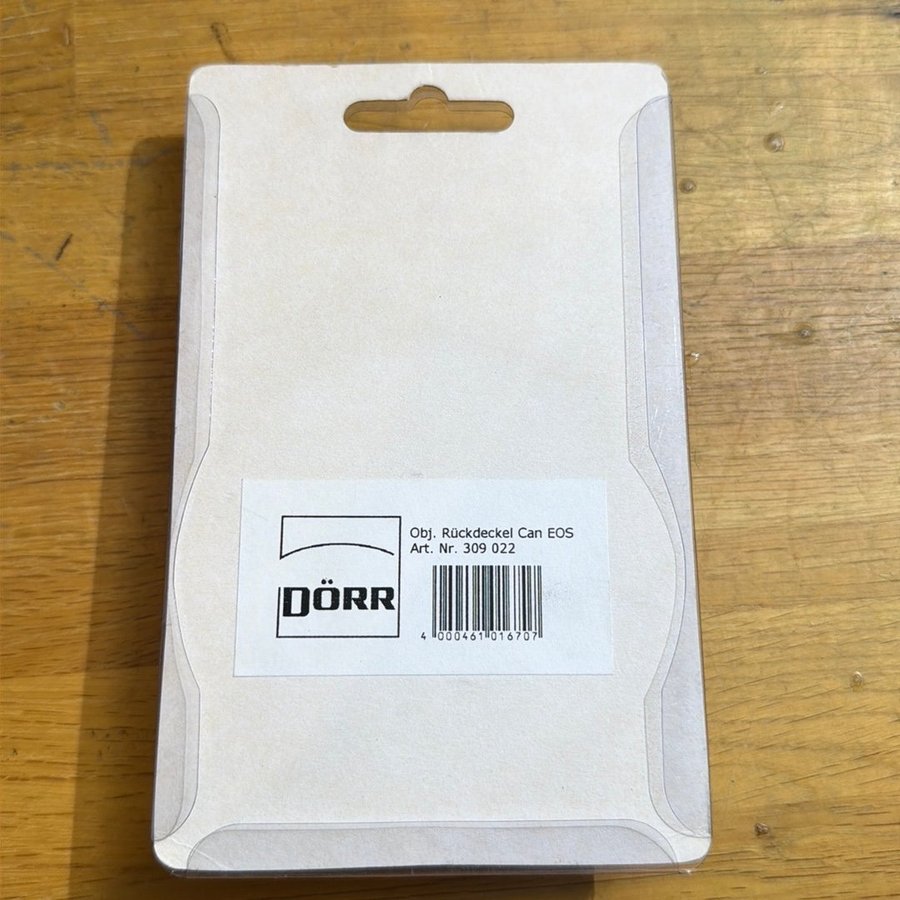 DÖRR
Obj. Rückdeckel Can EOS
Art. Nr. 309 022
4 000461 016707